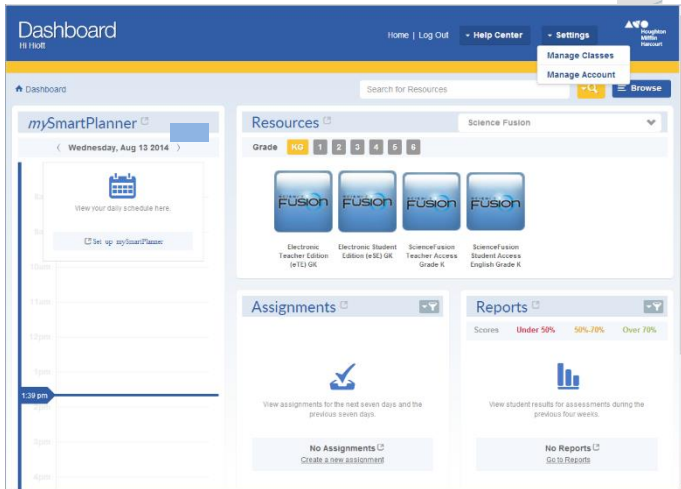 Dashboard
Hi Hiott
Home | Log Out
Help Center
Settings
Houghton
Mifflin
Harcourt
Manage Classes
Manage Account
Dashboard
Search for Resources
Browse
mySmartPlanner
Wednesday, Aug 13 2014
View your daily schedule here.
Set up mySmartPlanner
11am
12pm
1pm
1:39 pm
3pm
4pm
Resources
Science Fusion
Grade KG 1 2 3 4 5 6
FUSION FUSION FUSION FUSION
Electronic
Teacher Edition
(eTE) GK
Electronic Student
Edition (eSE) GK
ScienceFusion
Teacher Access
Grade K
ScienceFusion
Student Access
English Grade K
Assignments
View assignments for the next seven days and the
previous seven days.
No Assignments
Create a new assignment
Reports
Scores Under 50% 50%-70% Over 70%
View student results for assessments during the
previous four weeks.
No Reports
Go to Reports